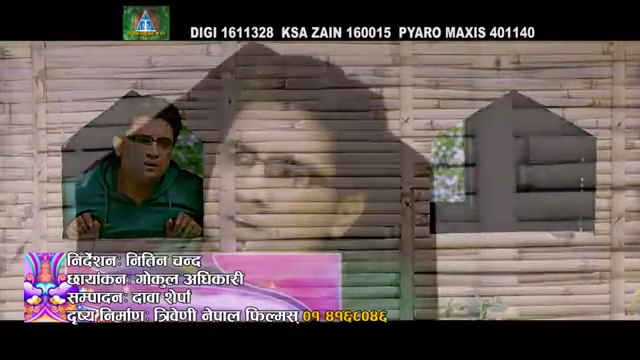 DIGI 1611328 KSA ZAIN 160015 PYARO MAXIS 401140
निर्देशन: नितिन चन्द
छायांकन: गोकुल अधिकारी
सम्पादन: दावा शेर्पा
दृष्य निर्माण: त्रिवेणी नेपाल फिल्मस् ०१ ४१६८०४६